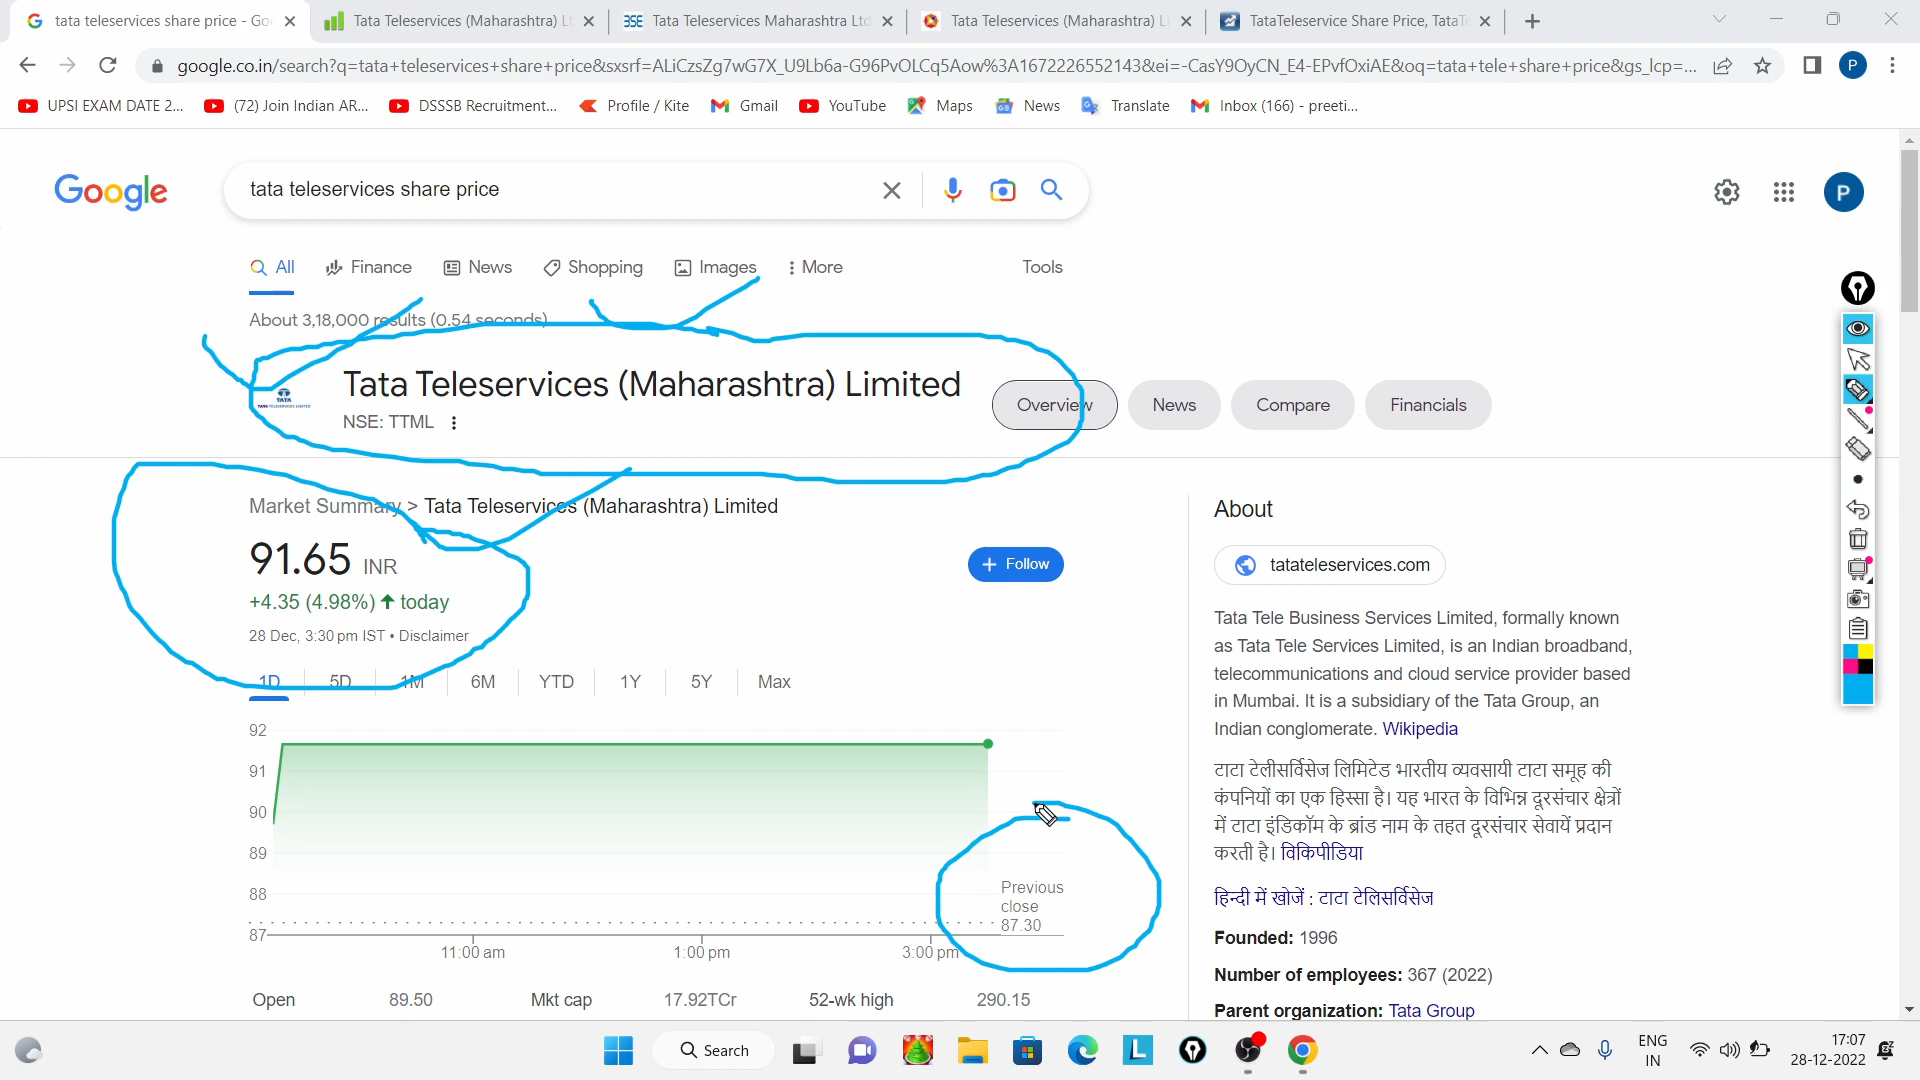 tata teleservices share price - Goo
Tata Teleservices (Maharashtra) Lt
BSE Tata Teleservices Maharashtra Ltd
Tata Teleservices (Maharashtra) Li
TataTeleservice Share Price, TataTe
google.co.in/search?q=tata+teleservices+share+price&sxsrf=ALiCzsZg7wG7X_U9Lb6a-G96PvOLCq5Aow%3A1672226552143&ei=-CasY9OyCN_E4-EPvfOxiAE&oq=tata+tele+share+price&gs_lcp=...
P
UPSI EXAM DATE 2...
(72) Join Indian AR...
DSSSB Recruitment...
Profile / Kite
Gmail
YouTube
Maps
News
Translate
Inbox (166) - preeti...
Google
tata teleservices share price
P
All
Finance
News
Shopping
Images
More
Tools
About 3,18,000 results (0.54 seconds)
TATA
Tata Teleservices (Maharashtra) Limited
NSE: TTML
Overview
News
Compare
Financials
Market Summary > Tata Teleservices (Maharashtra) Limited
91.65 INR
+4.35 (4.98%) today
28 Dec, 3:30 pm IST • Disclaimer
Follow
1D
5D
1M
6M
YTD
1Y
5Y
Max
92
91
90
89
88
87
Previous
close
87.30
11:00 am
1:00 pm
3:00 pm
Open 89.50
Mkt cap 17.92TCr
52-wk high 290.15
About
tatateleservices.com
Tata Tele Business Services Limited, formally known
as Tata Tele Services Limited, is an Indian broadband,
telecommunications and cloud service provider based
in Mumbai. It is a subsidiary of the Tata Group, an
Indian conglomerate. Wikipedia
टाटा टेलीसर्विसेज लिमिटेड भारतीय व्यवसायी टाटा समूह की
कंपनियों का एक हिस्सा है। यह भारत के विभिन्न दूरसंचार क्षेत्रों
में टाटा इंडिकॉम के ब्रांड नाम के तहत दूरसंचार सेवायें प्रदान
करती है। विकिपीडिया
हिन्दी में खोजें : टाटा टेलिसर्विसेज
Founded: 1996
Number of employees: 367 (2022)
Parent organization: Tata Group
Search
L
ENG
IN
17:07
28-12-2022